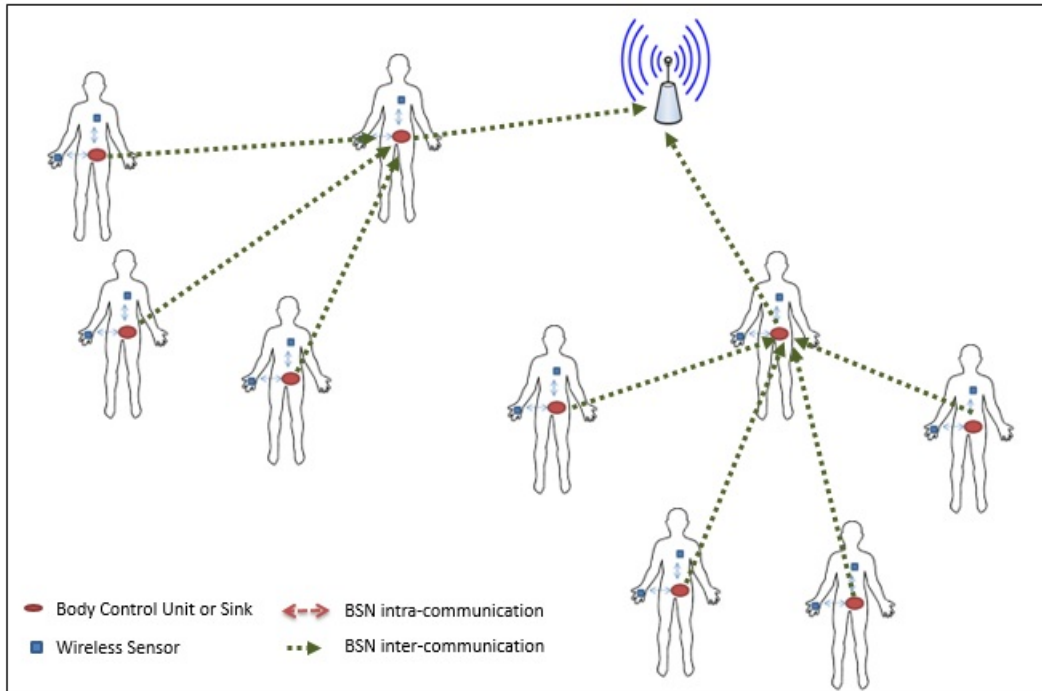 Body Control Unit or Sink
BSN intra-communication
Wireless Sensor
BSN inter-communication